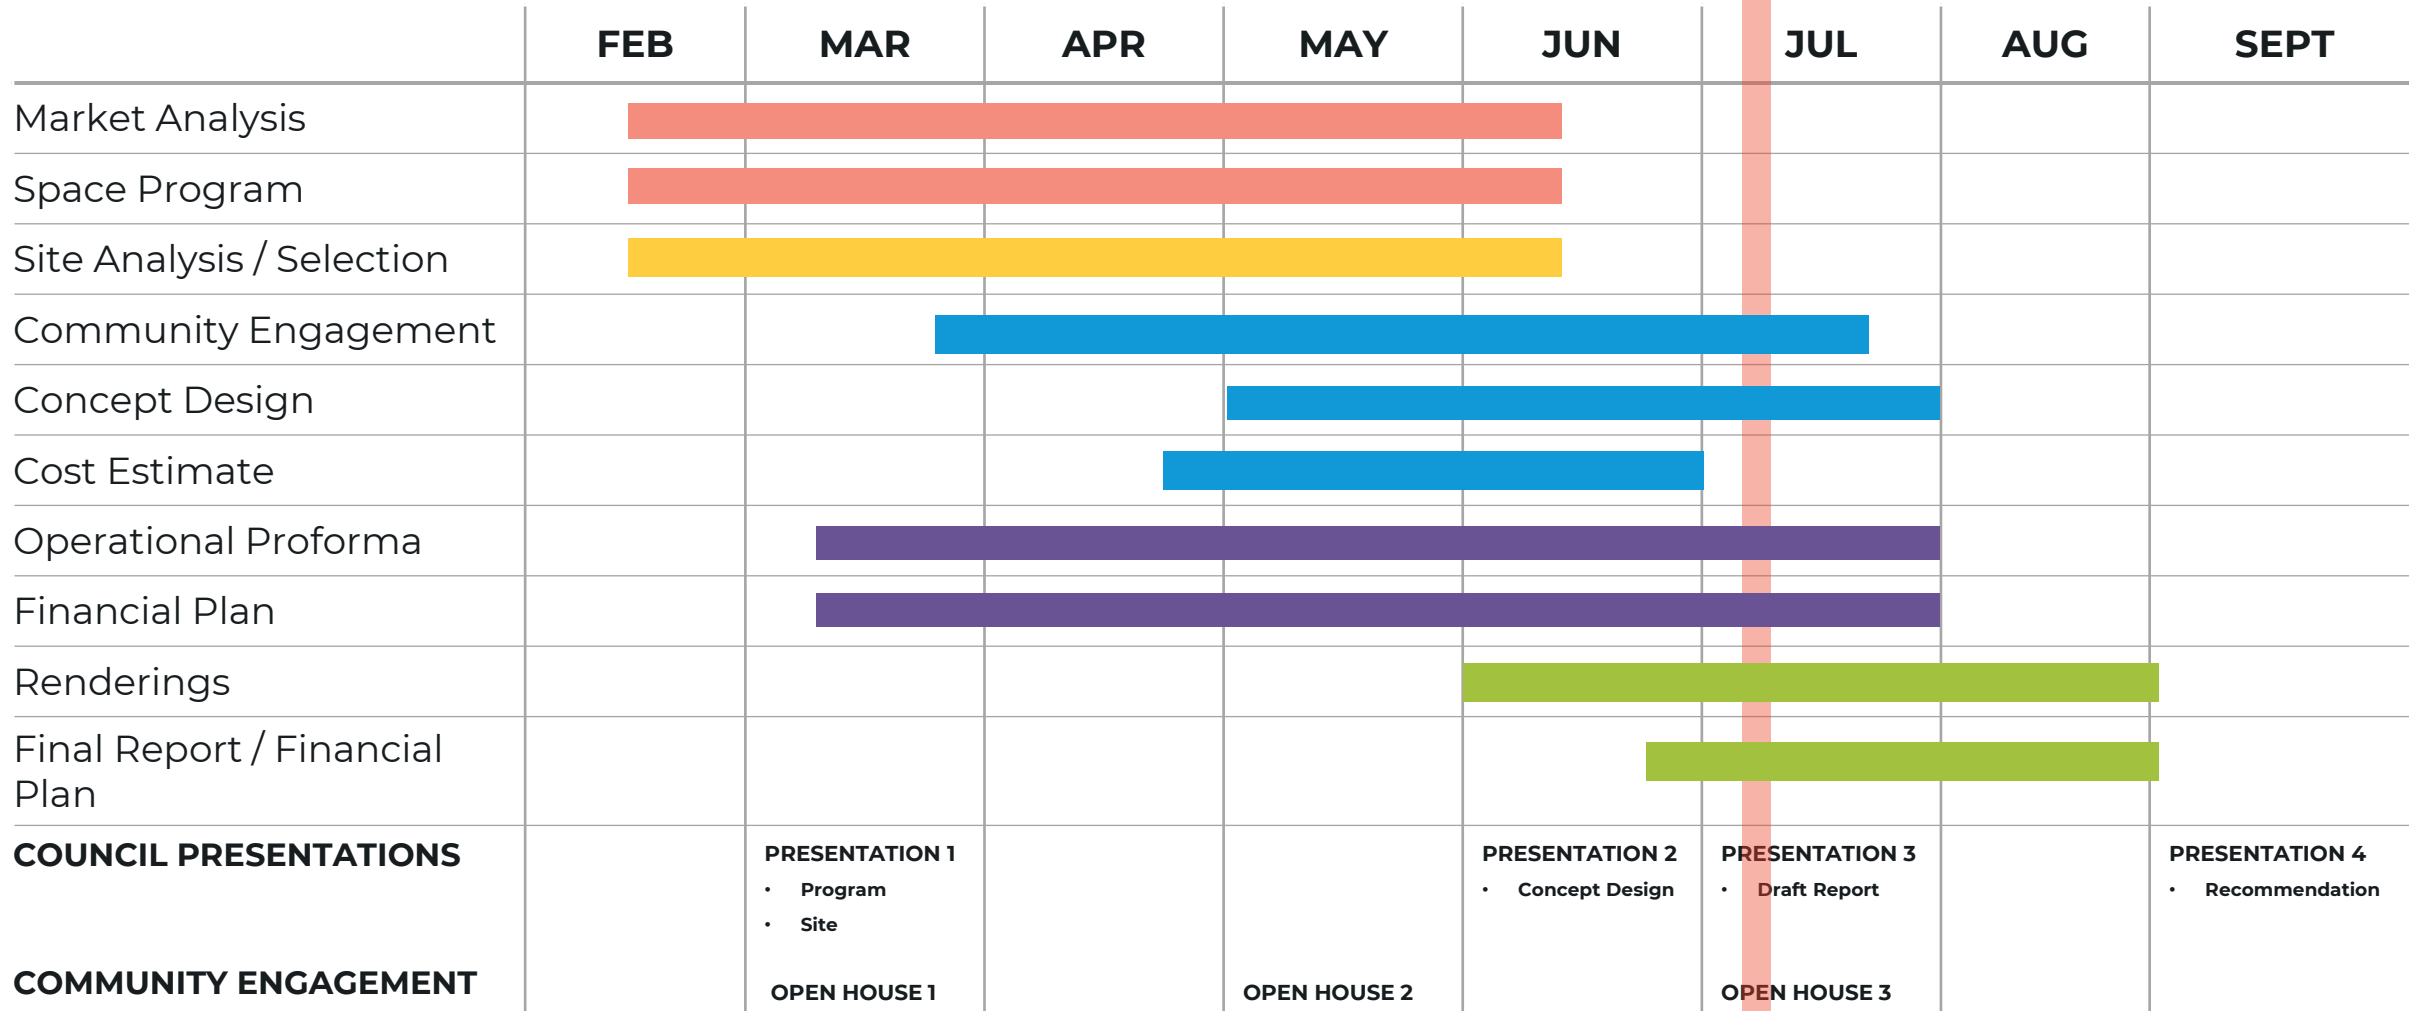 FEB MAR APR MAY JUN JUL AUG SEPT
Market Analysis
Space Program
Site Analysis / Selection
Community Engagement
Concept Design
Cost Estimate
Operational Proforma
Financial Plan
Renderings
Final Report / Financial
Plan
COUNCIL PRESENTATIONS
PRESENTATION 1
• Program
• Site
PRESENTATION 2
• Concept Design
PRESENTATION 3
• Draft Report
PRESENTATION 4
• Recommendation
COMMUNITY ENGAGEMENT
OPEN HOUSE 1
OPEN HOUSE 2
OPEN HOUSE 3